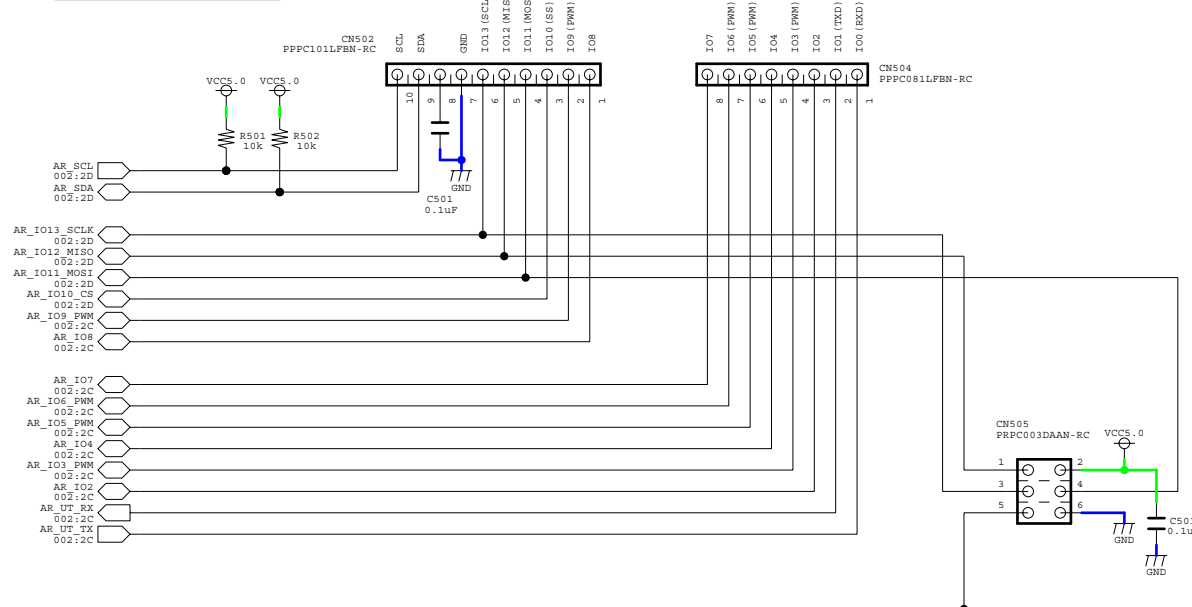 CN502
PPPC101LFBN-RC
SCL
SDA
GND
IO13(SCL
IO12(MIS
IO11(MOS
IO10(SS)
IO9(PWM)
IO8
10
9
8
7
6
5
4
3
2
1
IO7
IO6(PWM)
IO5(PWM)
IO4
IO3(PWM)
IO2
IO1(TXD)
IO0(RXD)
CN504
PPPC081LFBN-RC
8
7
6
5
4
3
2
1
VCC5.0
VCC5.0
R501
10k
R502
10k
GND
C501
0.1uF
AR_SCL
002:2D
AR_SDA
002:2D
AR_IO13_SCLK
002:2D
AR_IO12_MISO
002:2D
AR_IO11_MOSI
002:2D
AR_IO10_CS
002:2D
AR_IO9_PWM
002:2C
AR_IO8
002:2C
AR_IO7
002:2C
AR_IO6_PWM
002:2C
AR_IO5_PWM
002:2C
AR_IO4
002:2C
AR_IO3_PWM
002:2C
AR_IO2
002:2C
AR_UT_RX
002:2C
AR_UT_TX
002:2C
CN505
PRPC003DAAN-RC
VCC5.0
1
2
3
4
5
6
GND
C503
0.1u
GND